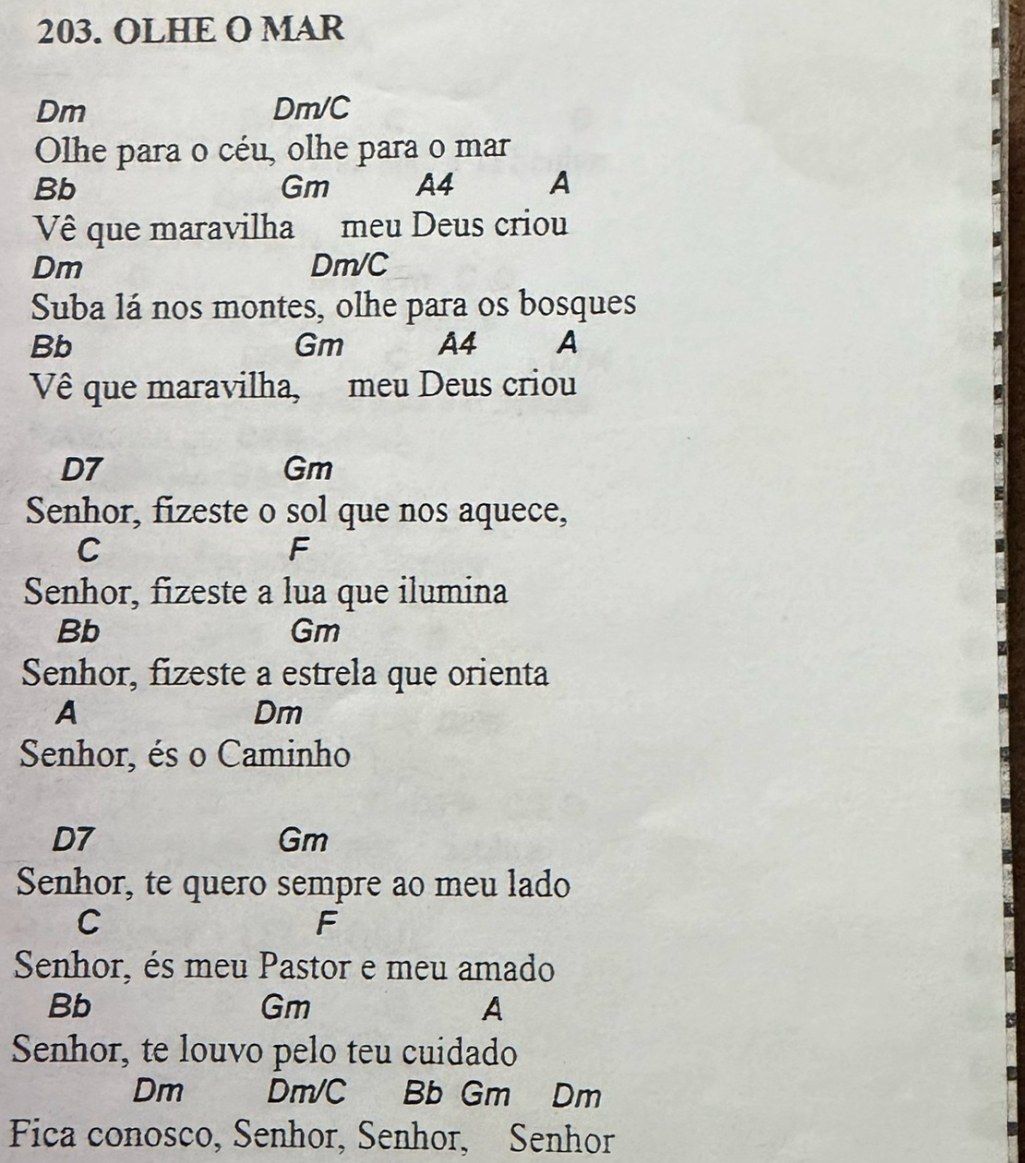 203. OLHE O MAR
Dm Dm/C
Olhe para o céu, olhe para o mar
Bb Gm A4 A
Vê que maravilha meu Deus criou
Dm Dm/C
Suba lá nos montes, olhe para os bosques
Bb Gm A4 A
Vê que maravilha, meu Deus criou
D7 Gm
Senhor, fizeste o sol que nos aquece,
C F
Senhor, fizeste a lua que ilumina
Bb Gm
Senhor, fizeste a estrela que orienta
A Dm
Senhor, és o Caminho
D7 Gm
Senhor, te quero sempre ao meu lado
C F
Senhor, és meu Pastor e meu amado
Bb Gm A
Senhor, te louvo pelo teu cuidado
Dm Dm/C Bb Gm Dm
Fica conosco, Senhor, Senhor, Senhor